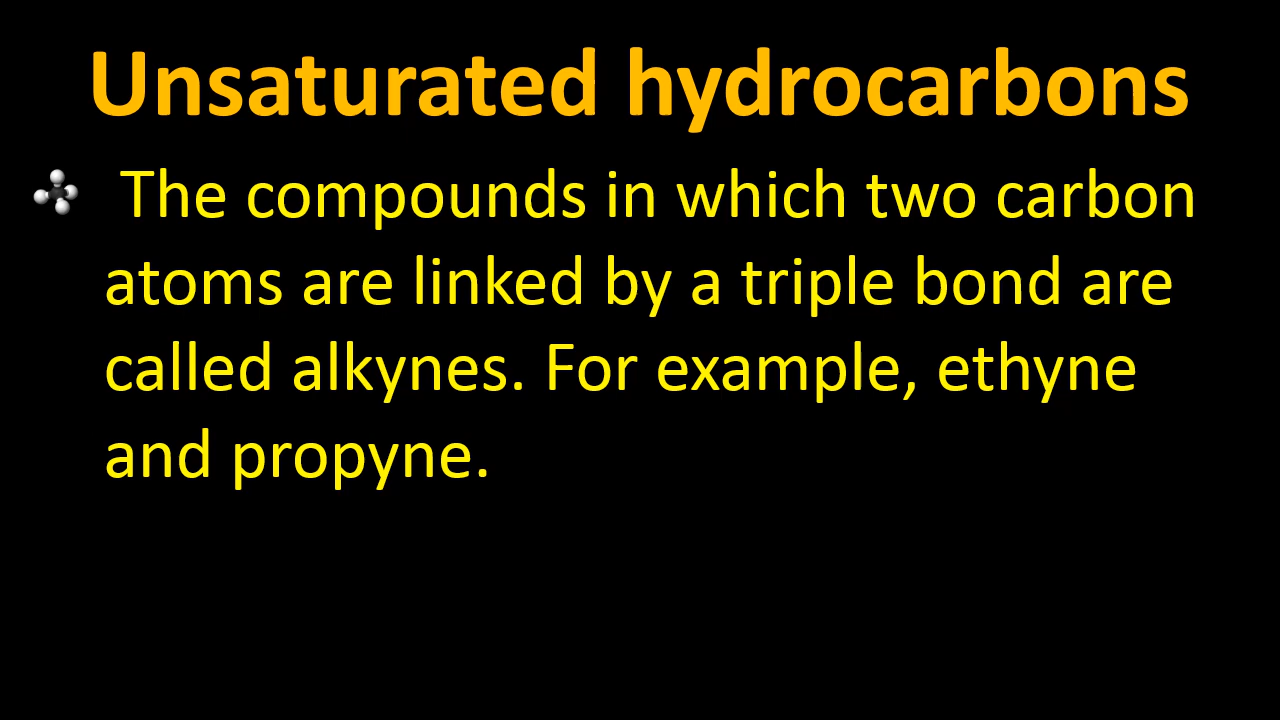 Unsaturated hydrocarbons
The compounds in which two carbon
atoms are linked by a triple bond are
called alkynes. For example, ethyne
and propyne.